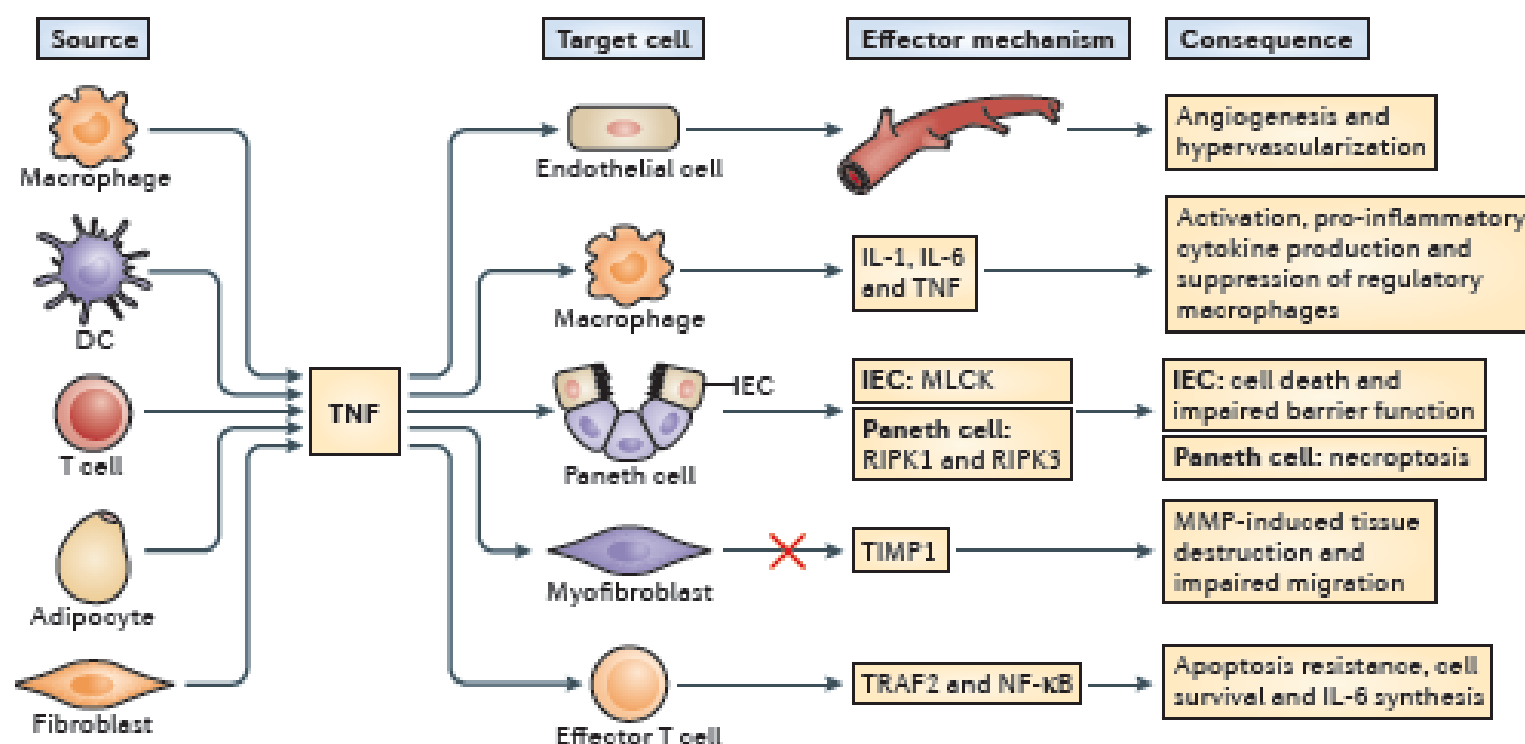 Source
Target cell
Effector mechanism
Consequence
Macrophage
DC
T cell
Adipocyte
Fibroblast
TNF
Endothelial cell
Angiogenesis and
hypervascularization
Macrophage
IL-1, IL-6
and TNF
Activation, pro-inflammatory
cytokine production and
suppression of regulatory
macrophages
IEC
Paneth cell
IEC: MLCK
Paneth cell:
RIPK1 and RIPK3
IEC: cell death and
impaired barrier function
Paneth cell: necroptosis
Myofibroblast
TIMP1
MMP-induced tissue
destruction and
impaired migration
Effector T cell
TRAF2 and NF-κB
Apoptosis resistance, cell
survival and IL-6 synthesis